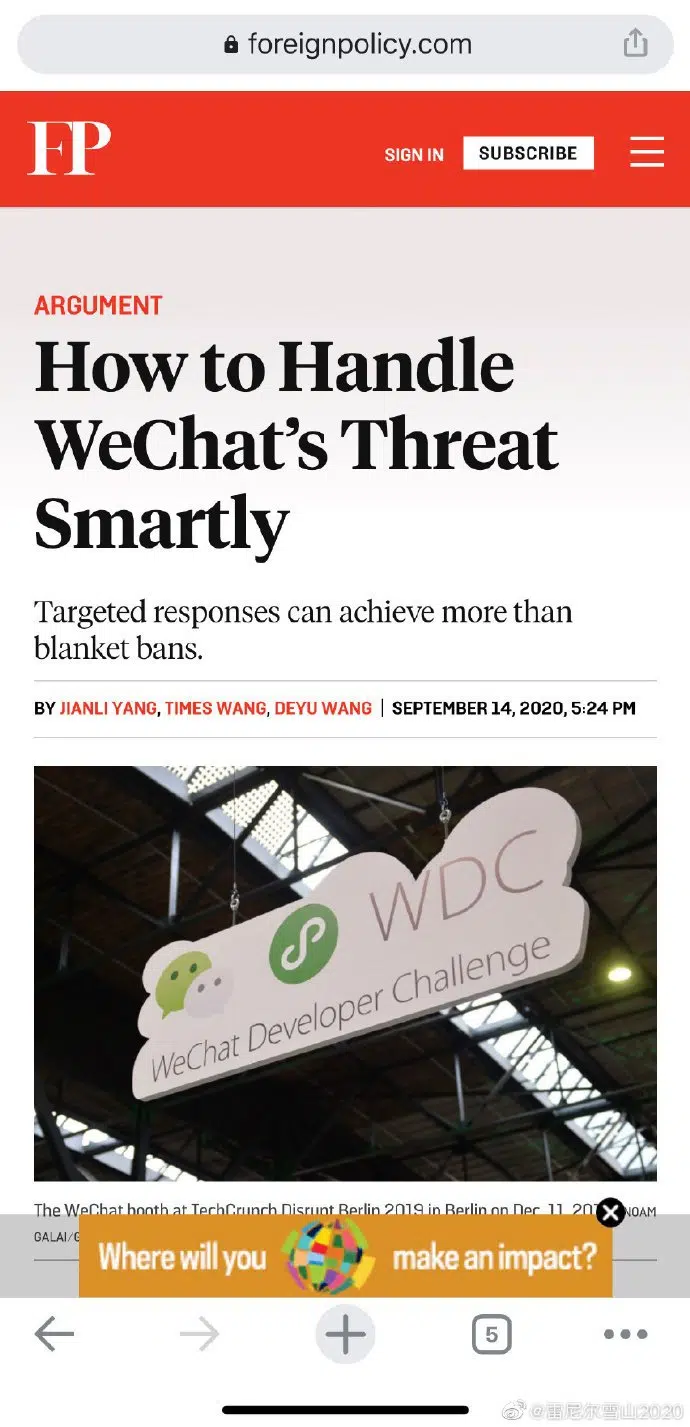 foreignpolicy.com
FP
SIGN IN
SUBSCRIBE
ARGUMENT
How to Handle
WeChat's Threat
Smartly
Targeted responses can achieve more than
blanket bans.
BY JIANLI YANG, TIMES WANG, DEYU WANG | SEPTEMBER 14, 2020, 5:24 PM
WDC
WeChat Developer Challenge
The WeChat booth at TechCrunch Disrupt Berlin 2019 in Berlin on Dec. 11, NOAM
GALAI/G
Where will you make an impact?
5
@雷尼尔雪山2020